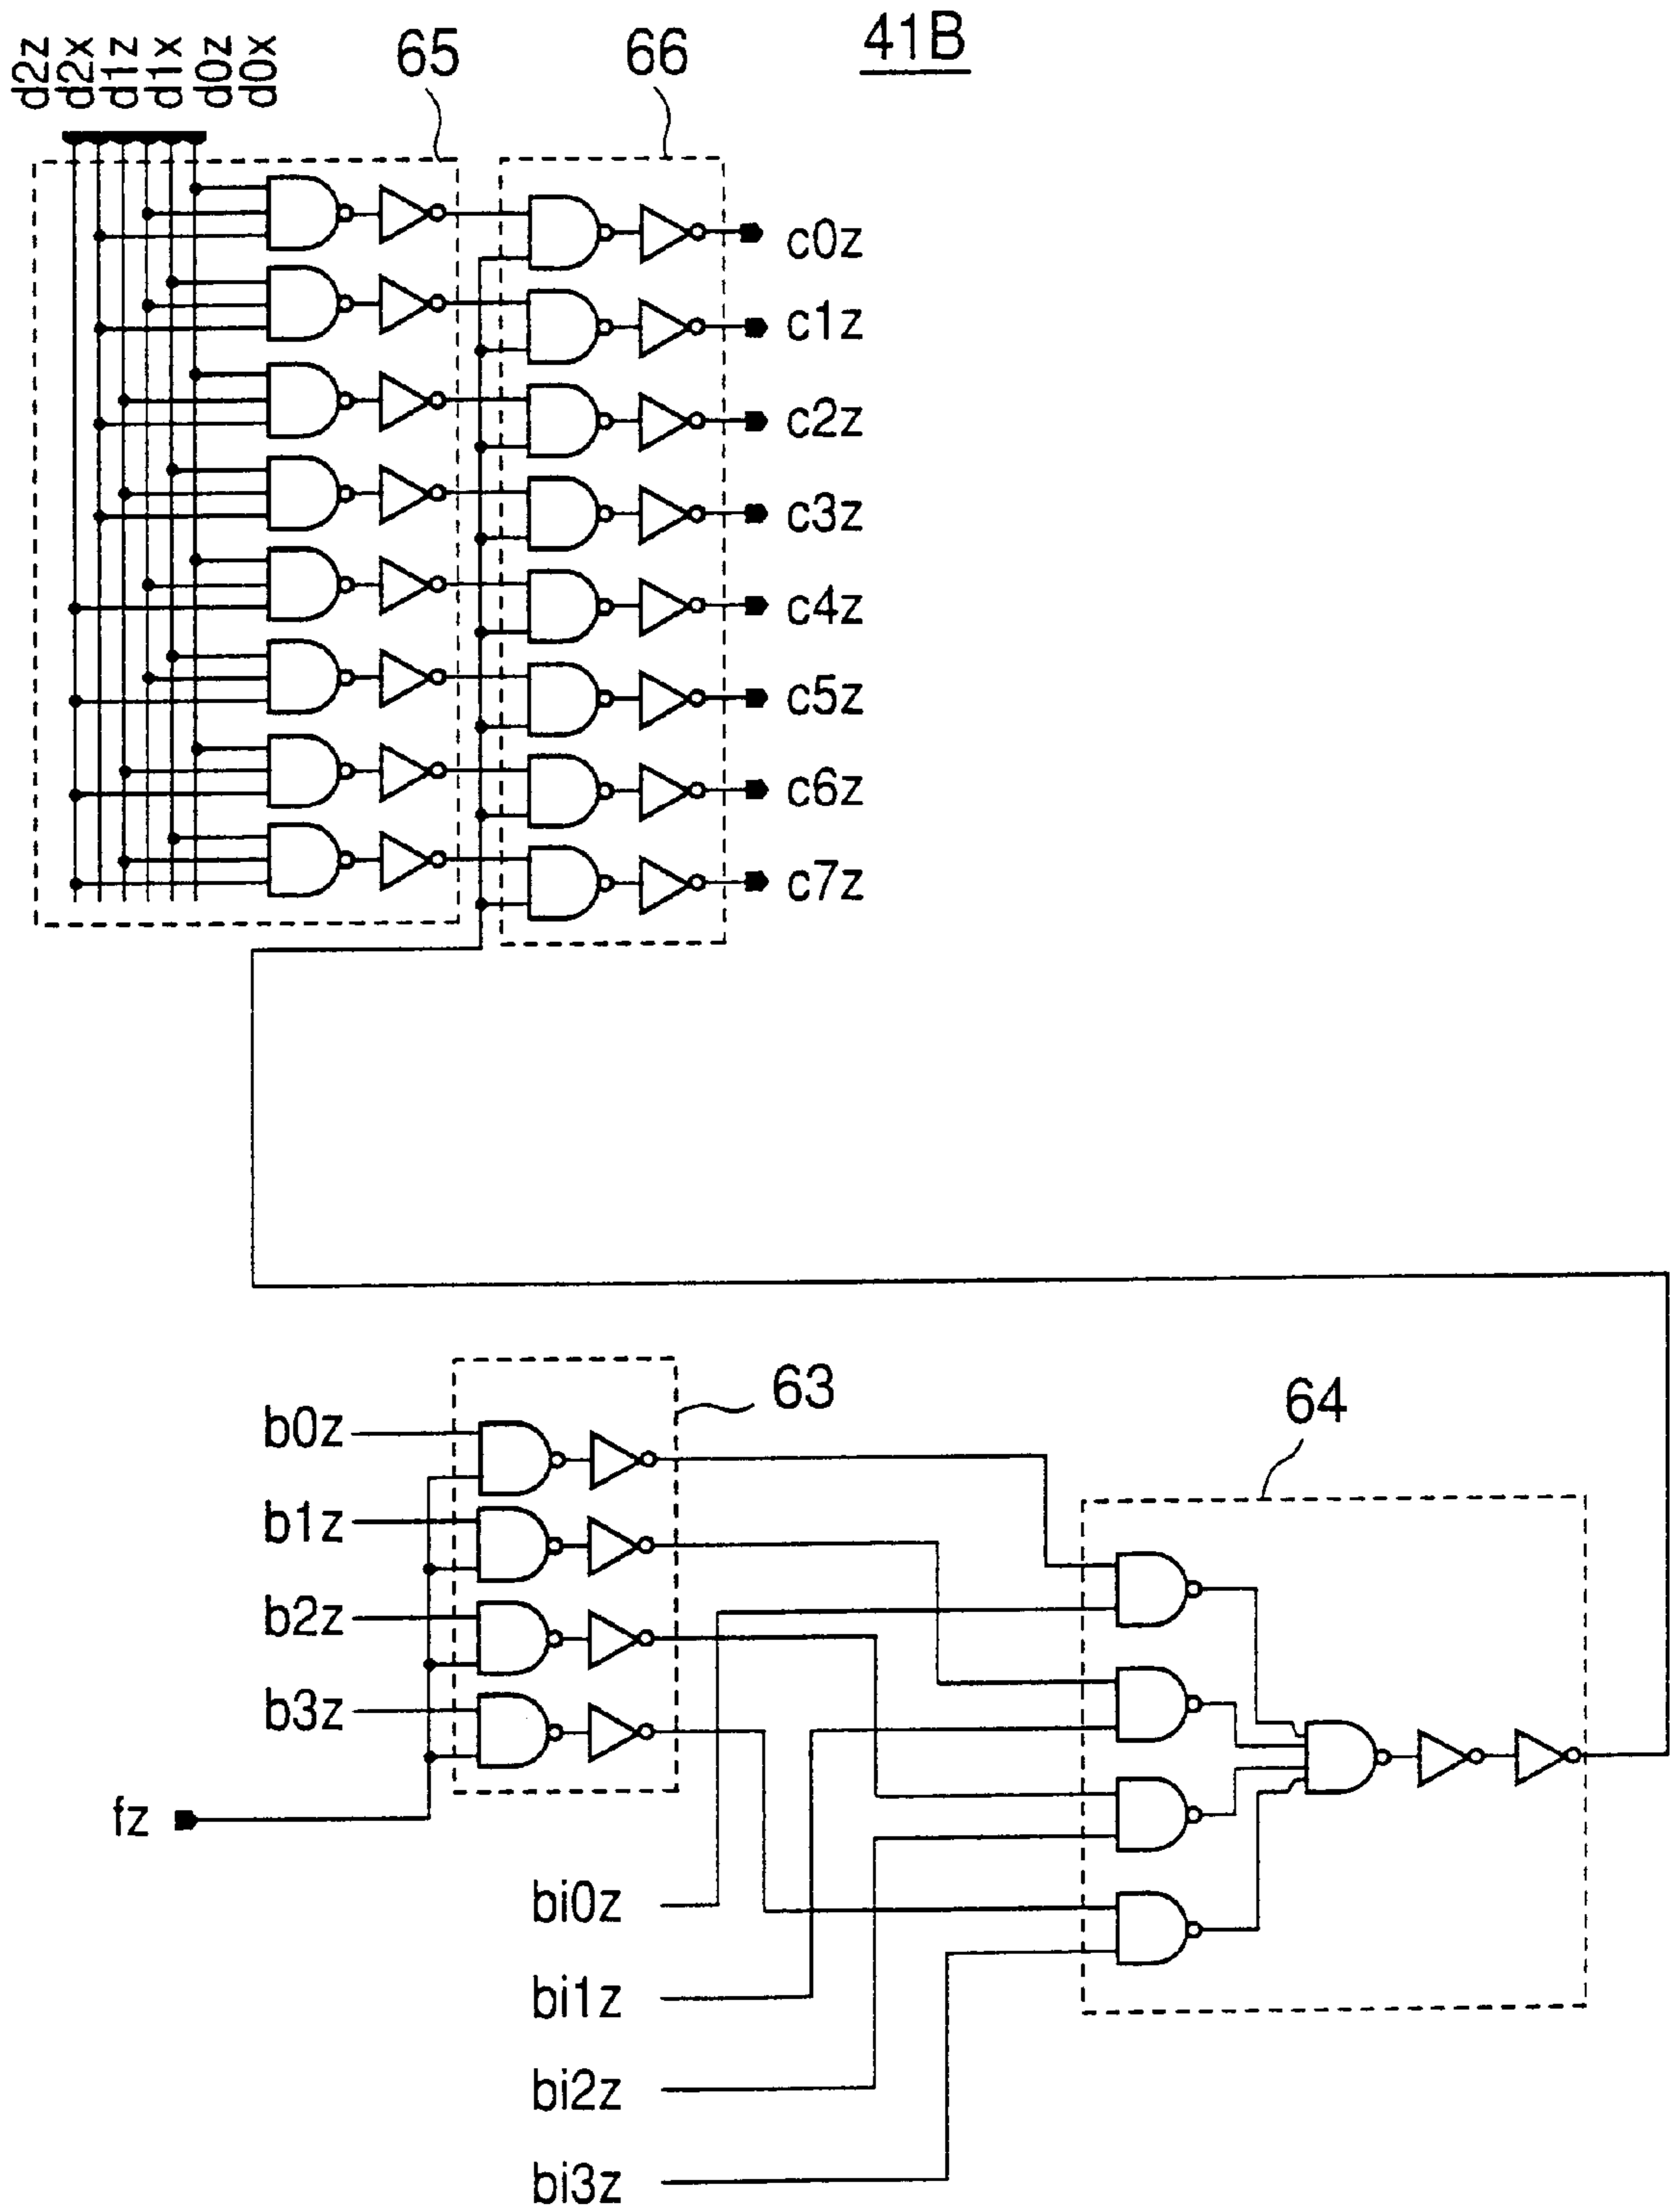 41B
d2z
d2x
d1z
d1x
d0z
d0x
65
66
c0z
c1z
c2z
c3z
c4z
c5z
c6z
c7z
63
64
b0z
b1z
b2z
b3z
fz
bi0z
bi1z
bi2z
bi3z